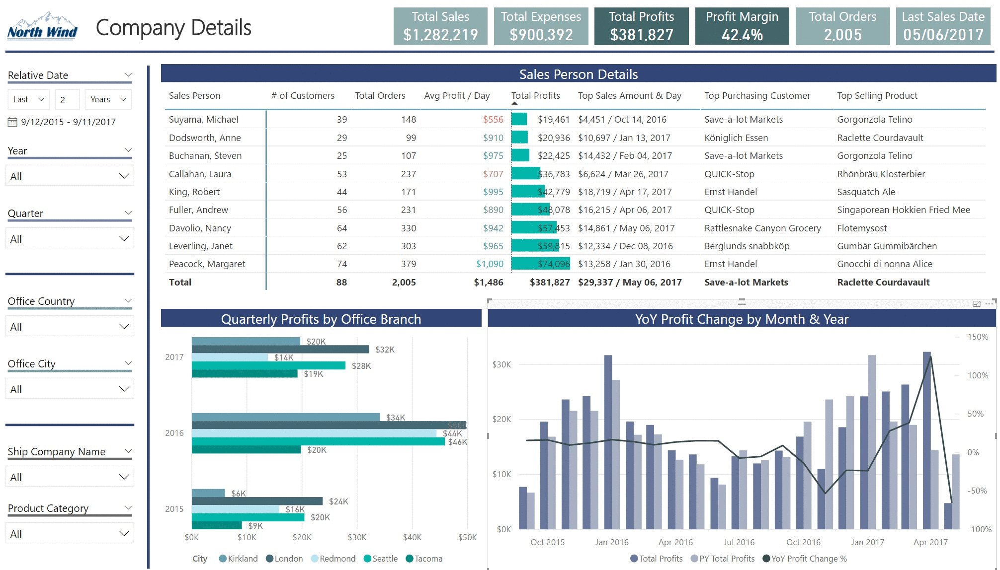 North Wind
Company Details
Total Sales
$1,282,219
Total Expenses
$900,392
Total Profits
$381,827
Profit Margin
42.4%
Total Orders
2,005
Last Sales Date
05/06/2017
Relative Date
Last 2 Years
9/12/2015 - 9/11/2017
Year
All
Quarter
All
Office Country
All
Office City
All
Ship Company Name
All
Product Category
All
Sales Person Details
Sales Person # of Customers Total Orders Avg Profit / Day Total Profits Top Sales Amount & Day Top Purchasing Customer Top Selling Product
Suyama, Michael 39 148 $556 $19,461 $4,451 / Oct 14, 2016 Save-a-lot Markets Gorgonzola Telino
Dodsworth, Anne 29 99 $910 $20,936 $10,697 / Jan 13, 2017 Königlich Essen Raclette Courdavault
Buchanan, Steven 25 107 $975 $22,425 $14,432 / Feb 04, 2017 Save-a-lot Markets Gorgonzola Telino
Callahan, Laura 53 237 $707 $36,783 $6,624 / Mar 26, 2017 QUICK-Stop Rhönbräu Klosterbier
King, Robert 44 171 $995 $42,779 $18,719 / Apr 17, 2017 Ernst Handel Sasquatch Ale
Fuller, Andrew 56 231 $890 $48,078 $16,215 / Apr 06, 2017 QUICK-Stop Singaporean Hokkien Fried Mee
Davolio, Nancy 64 330 $942 $57,453 $14,861 / May 06, 2017 Rattlesnake Canyon Grocery Flotemysost
Leverling, Janet 62 303 $965 $59,815 $12,334 / Dec 08, 2016 Berglunds snabbköp Gumbär Gummibärchen
Peacock, Margaret 74 379 $1,090 $74,096 $13,258 / Jan 30, 2016 Ernst Handel Gnocchi di nonna Alice
Total 88 2,005 $1,486 $381,827 $29,337 / May 06, 2017 Save-a-lot Markets Raclette Courdavault
Quarterly Profits by Office Branch
2017
$20K
$32K
$14K
$28K
$19K
2016
$34K
$50K
$44K
$46K
$20K
2015
$6K
$24K
$16K
$20K
$9K
$0K $10K $20K $30K $40K $50K
City Kirkland London Redmond Seattle Tacoma
YoY Profit Change by Month & Year
$30K
$20K
$10K
$0K
150%
100%
50%
0%
-50%
-100%
Oct 2015 Jan 2016 Apr 2016 Jul 2016 Oct 2016 Jan 2017 Apr 2017
Total Profits PY Total Profits YoY Profit Change %